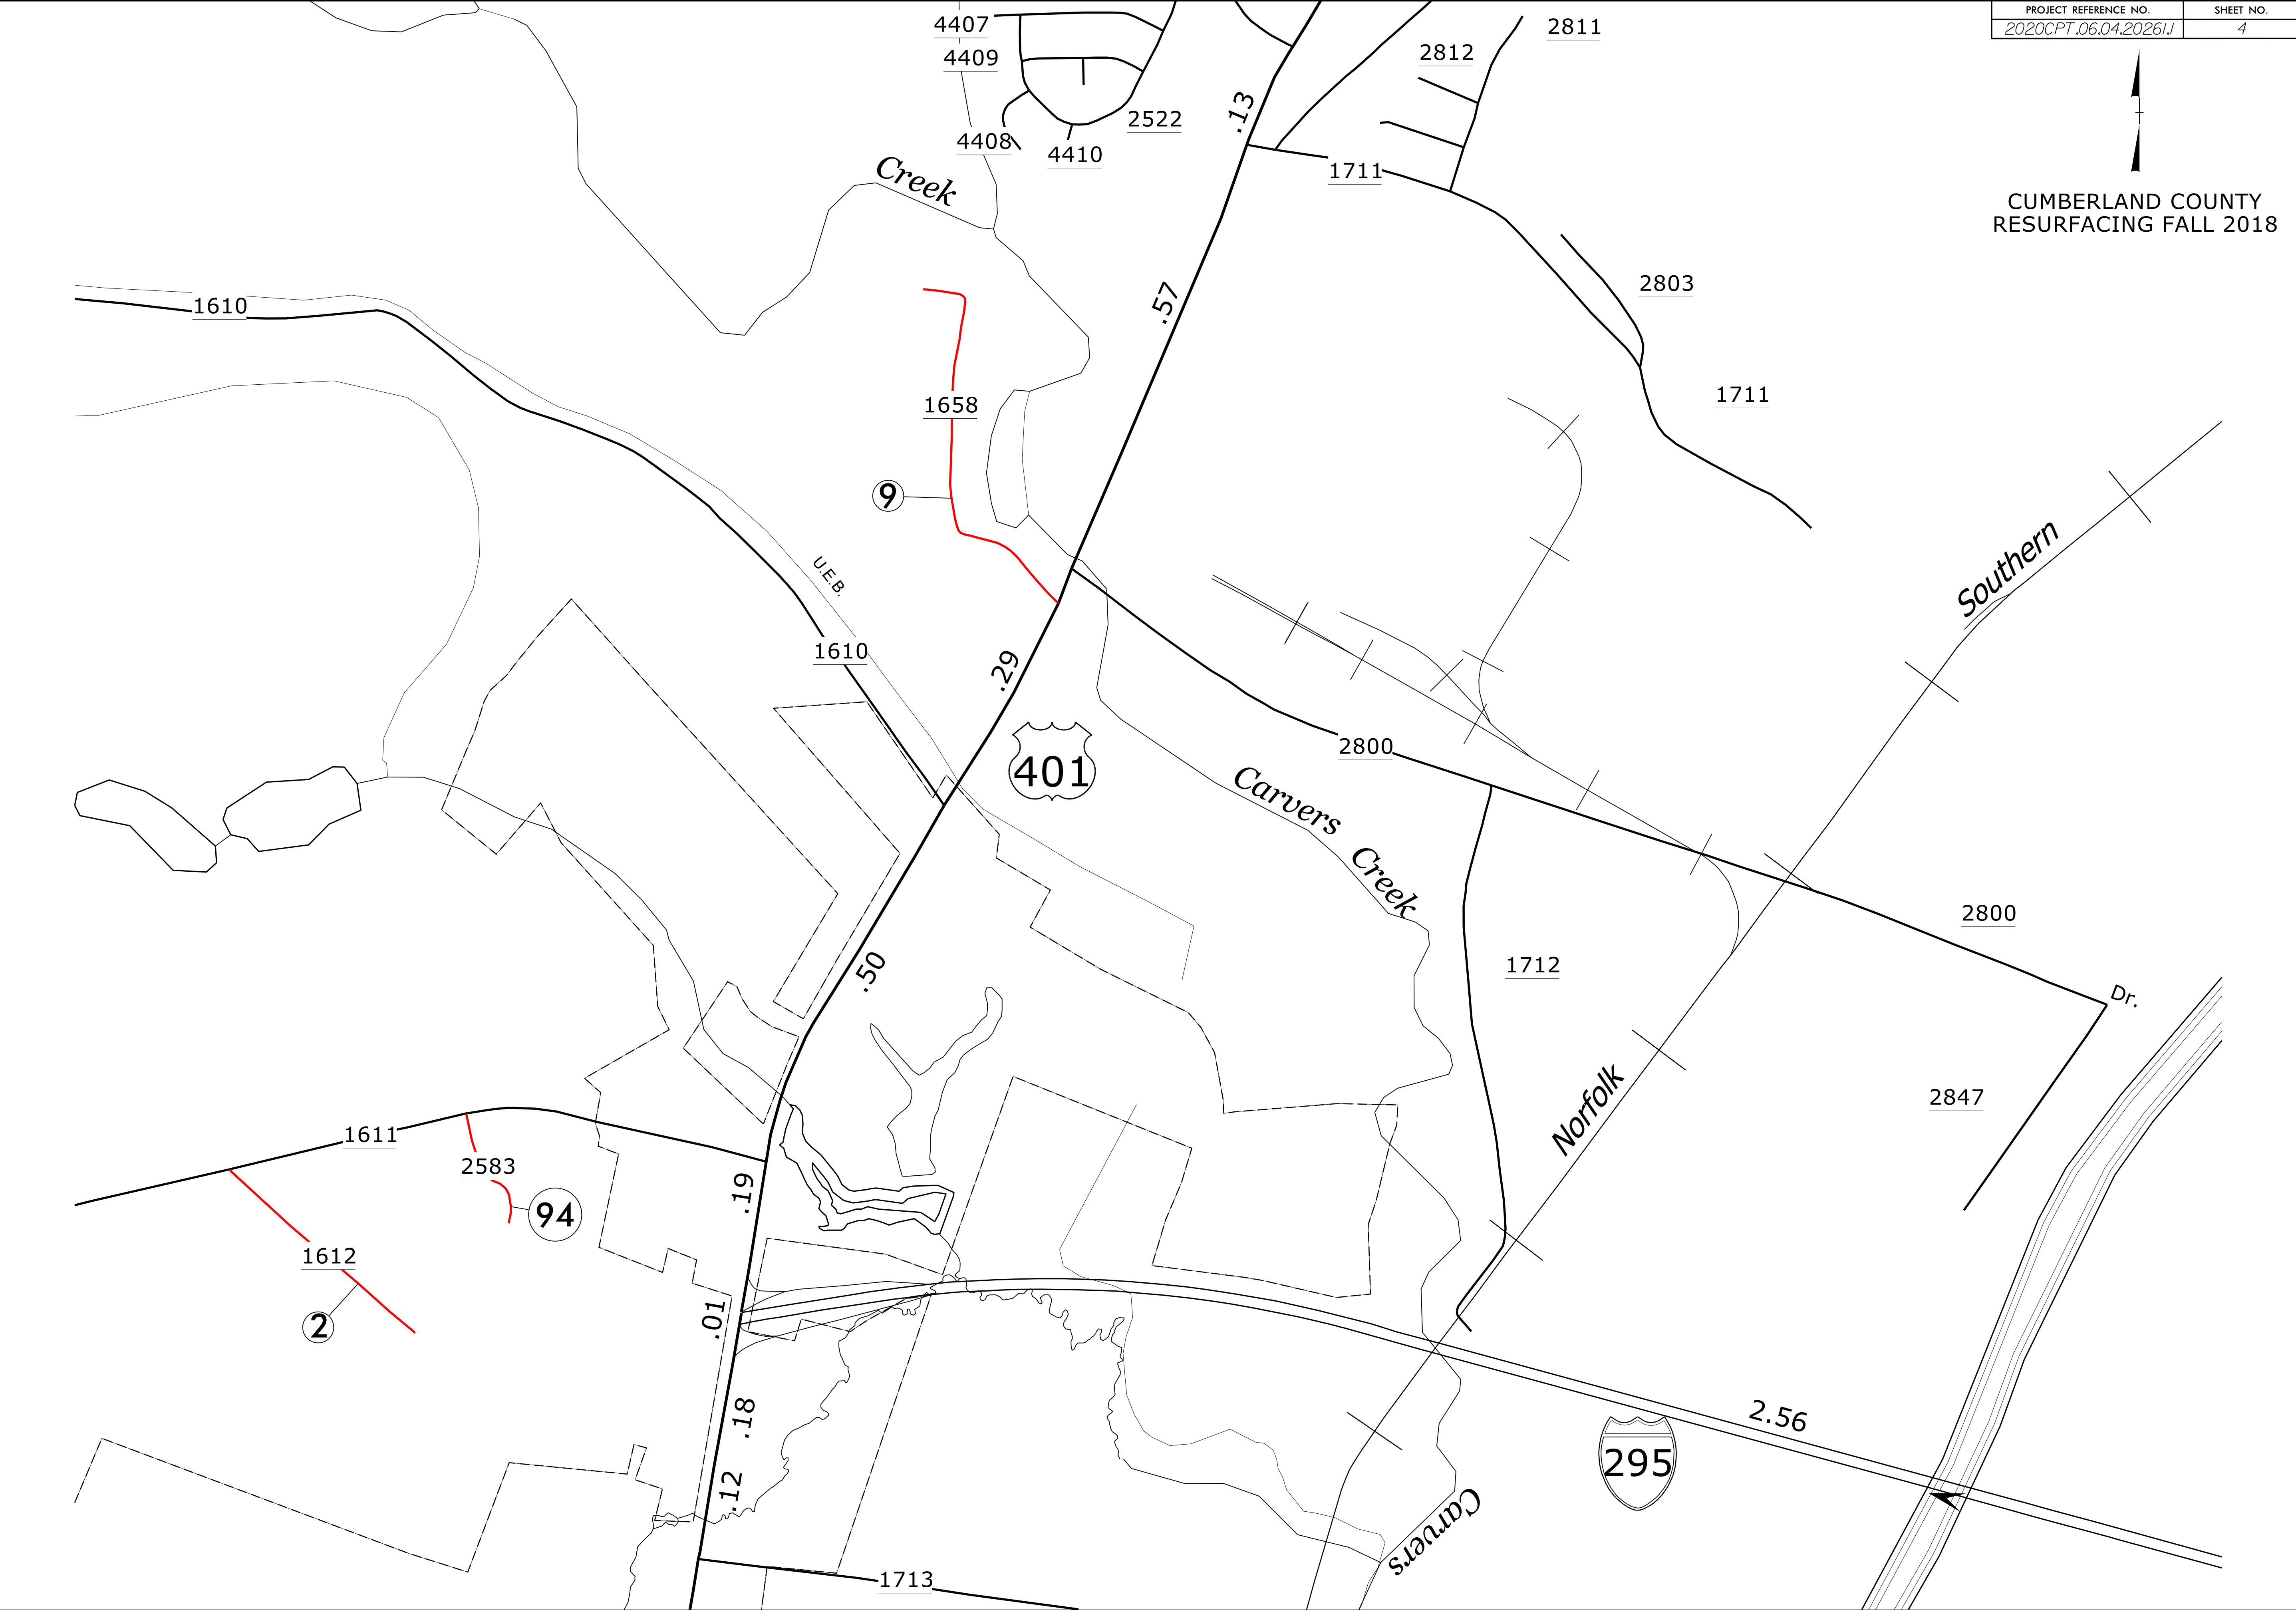 PROJECT REFERENCE NO. SHEET NO.
2020CPT.06.04.20261.1 4
CUMBERLAND COUNTY
RESURFACING FALL 2018
4407
4409
4408
4410
2522
2812
2811
.13
1711
Creek
2803
.57
1610
1711
1658
9
Southern
U.E.B.
1610
.29
401
2800
Carvers
Creek
2800
.50
1712
Dr.
2847
Norfolk
1611
2583
94
.19
1612
2
.01
.18
2.56
295
.12
Carvers
1713